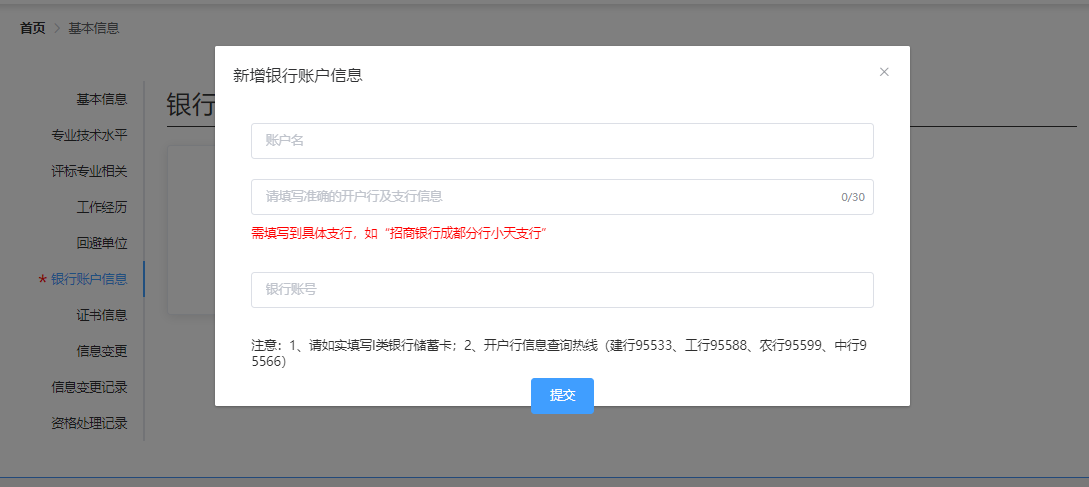 首页 > 基本信息
新增银行账户信息
基本信息
银行
专业技术水平
评标专业相关
工作经历
回避单位
* 银行账户信息
证书信息
信息变更
信息变更记录
资格处理记录
账户名
请填写准确的开户行及支行信息 0/30
需填写到具体支行，如“招商银行成都分行小天支行”
银行账号
注意：1、请如实填写I类银行储蓄卡；2、开户行信息查询热线（建行95533、工行95588、农行95599、中行9
5566）
提交